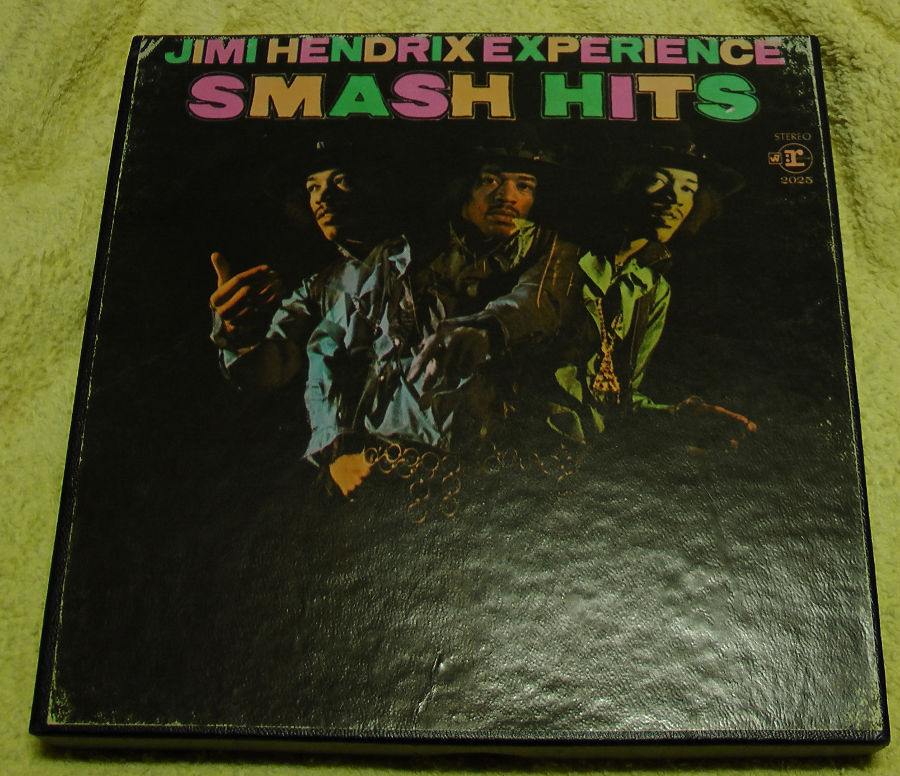 JIMI HENDRIX EXPERIENCE
SMASH HITS
STEREO
W r
2025